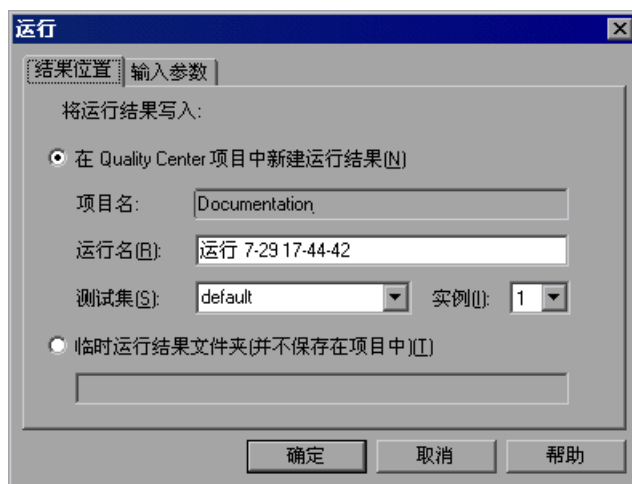 运行
结果位置 输入参数
将运行结果写入:
在 Quality Center 项目中新建运行结果(N)
项目名: Documentation
运行名(R): 运行 7-29 17-44-42
测试集(S): default 实例(I): 1
临时运行结果文件夹(并不保存在项目中)(T)
确定 取消 帮助